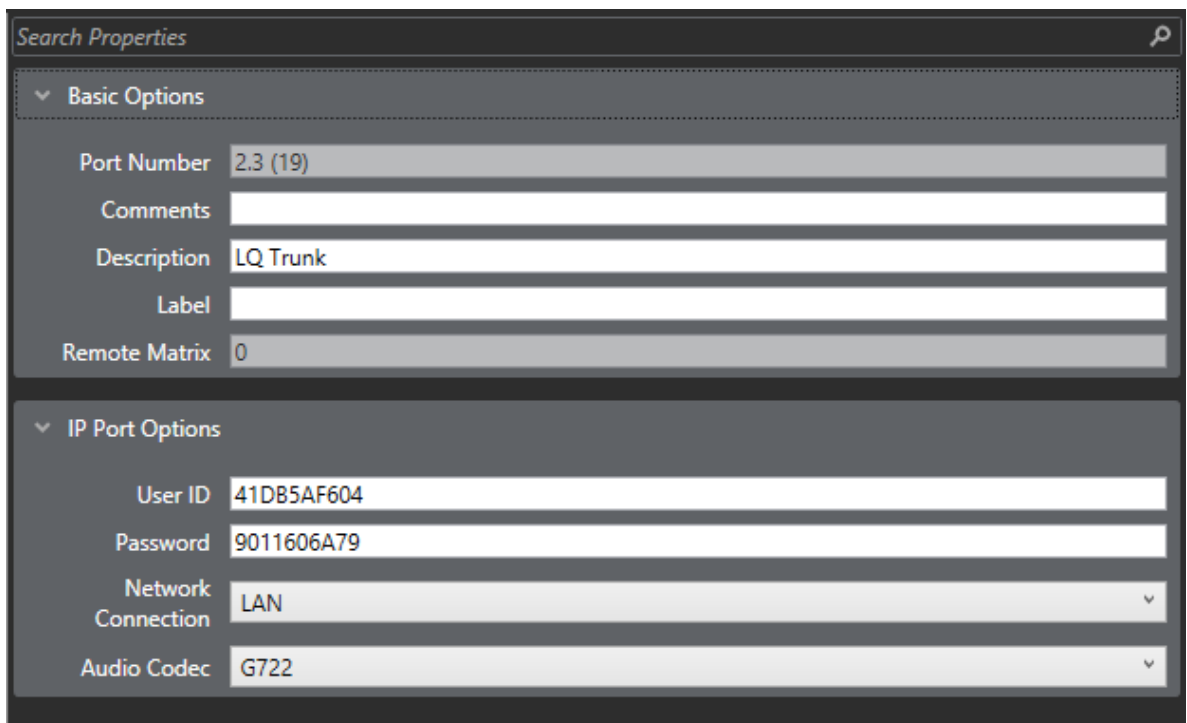 Search Properties
Basic Options
Port Number 2.3 (19)
Comments
Description LQ Trunk
Label
Remote Matrix 0
IP Port Options
User ID 41DB5AF604
Password 9011606A79
Network
Connection LAN
Audio Codec G722